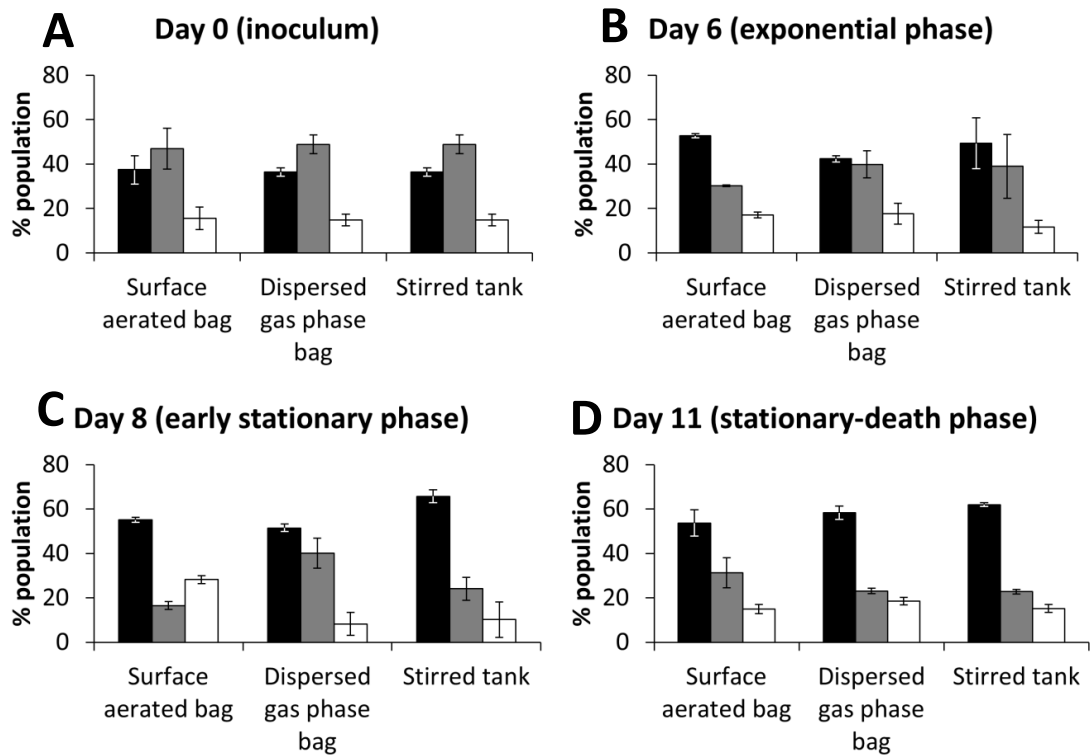 A Day 0 (inoculum)
% population
80
60
40
20
0
Surface aerated bag
Dispersed gas phase bag
Stirred tank
B Day 6 (exponential phase)
% population
80
60
40
20
0
Surface aerated bag
Dispersed gas phase bag
Stirred tank
C Day 8 (early stationary phase)
% population
80
60
40
20
0
Surface aerated bag
Dispersed gas phase bag
Stirred tank
D Day 11 (stationary-death phase)
% population
80
60
40
20
0
Surface aerated bag
Dispersed gas phase bag
Stirred tank